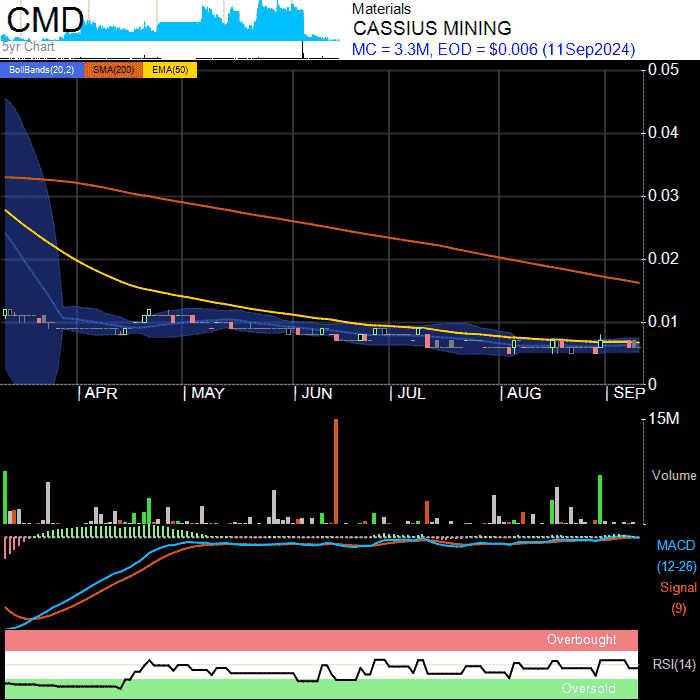 CMD
5yr Chart
Materials
CASSIUS MINING
MC = 3.3M, EOD = $0.006 (11Sep2024)
BollBands(20,2) SMA(200) EMA(50)
0.05
0.04
0.03
0.02
0.01
0
APR MAY JUN JUL AUG SEP
15M
Volume
MACD
(12-26)
Signal
(9)
Overbought
RSI(14)
Oversold